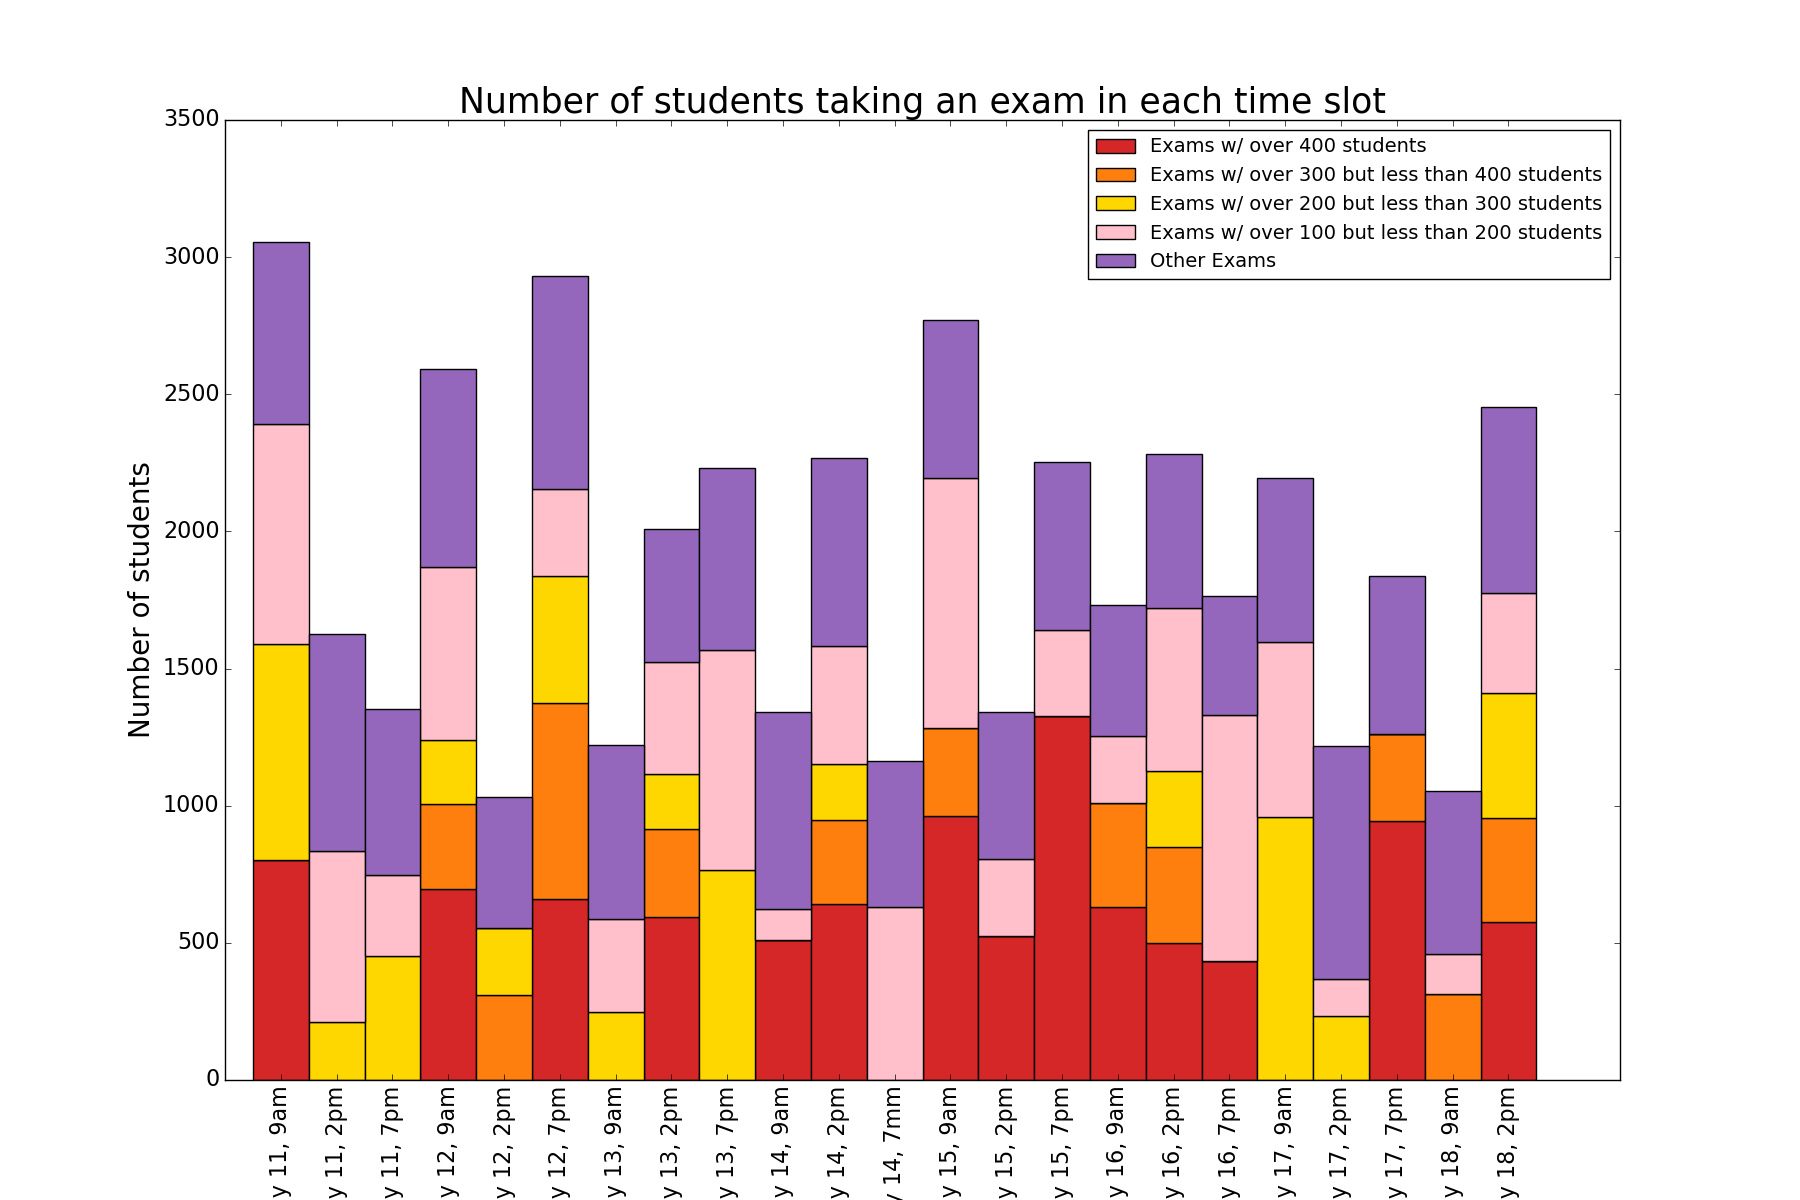 Number of students taking an exam in each time slot
Exams w/ over 400 students
Exams w/ over 300 but less than 400 students
Exams w/ over 200 but less than 300 students
Exams w/ over 100 but less than 200 students
Other Exams
Number of students
3500
3000
2500
2000
1500
1000
500
0
y 11, 9am
y 11, 2pm
y 11, 7pm
y 12, 9am
y 12, 2pm
y 12, 7pm
y 13, 9am
y 13, 2pm
y 13, 7pm
y 14, 9am
y 14, 2pm
y 14, 7mm
y 15, 9am
y 15, 2pm
y 15, 7pm
y 16, 9am
y 16, 2pm
y 16, 7pm
y 17, 9am
y 17, 2pm
y 17, 7pm
y 18, 9am
y 18, 2pm